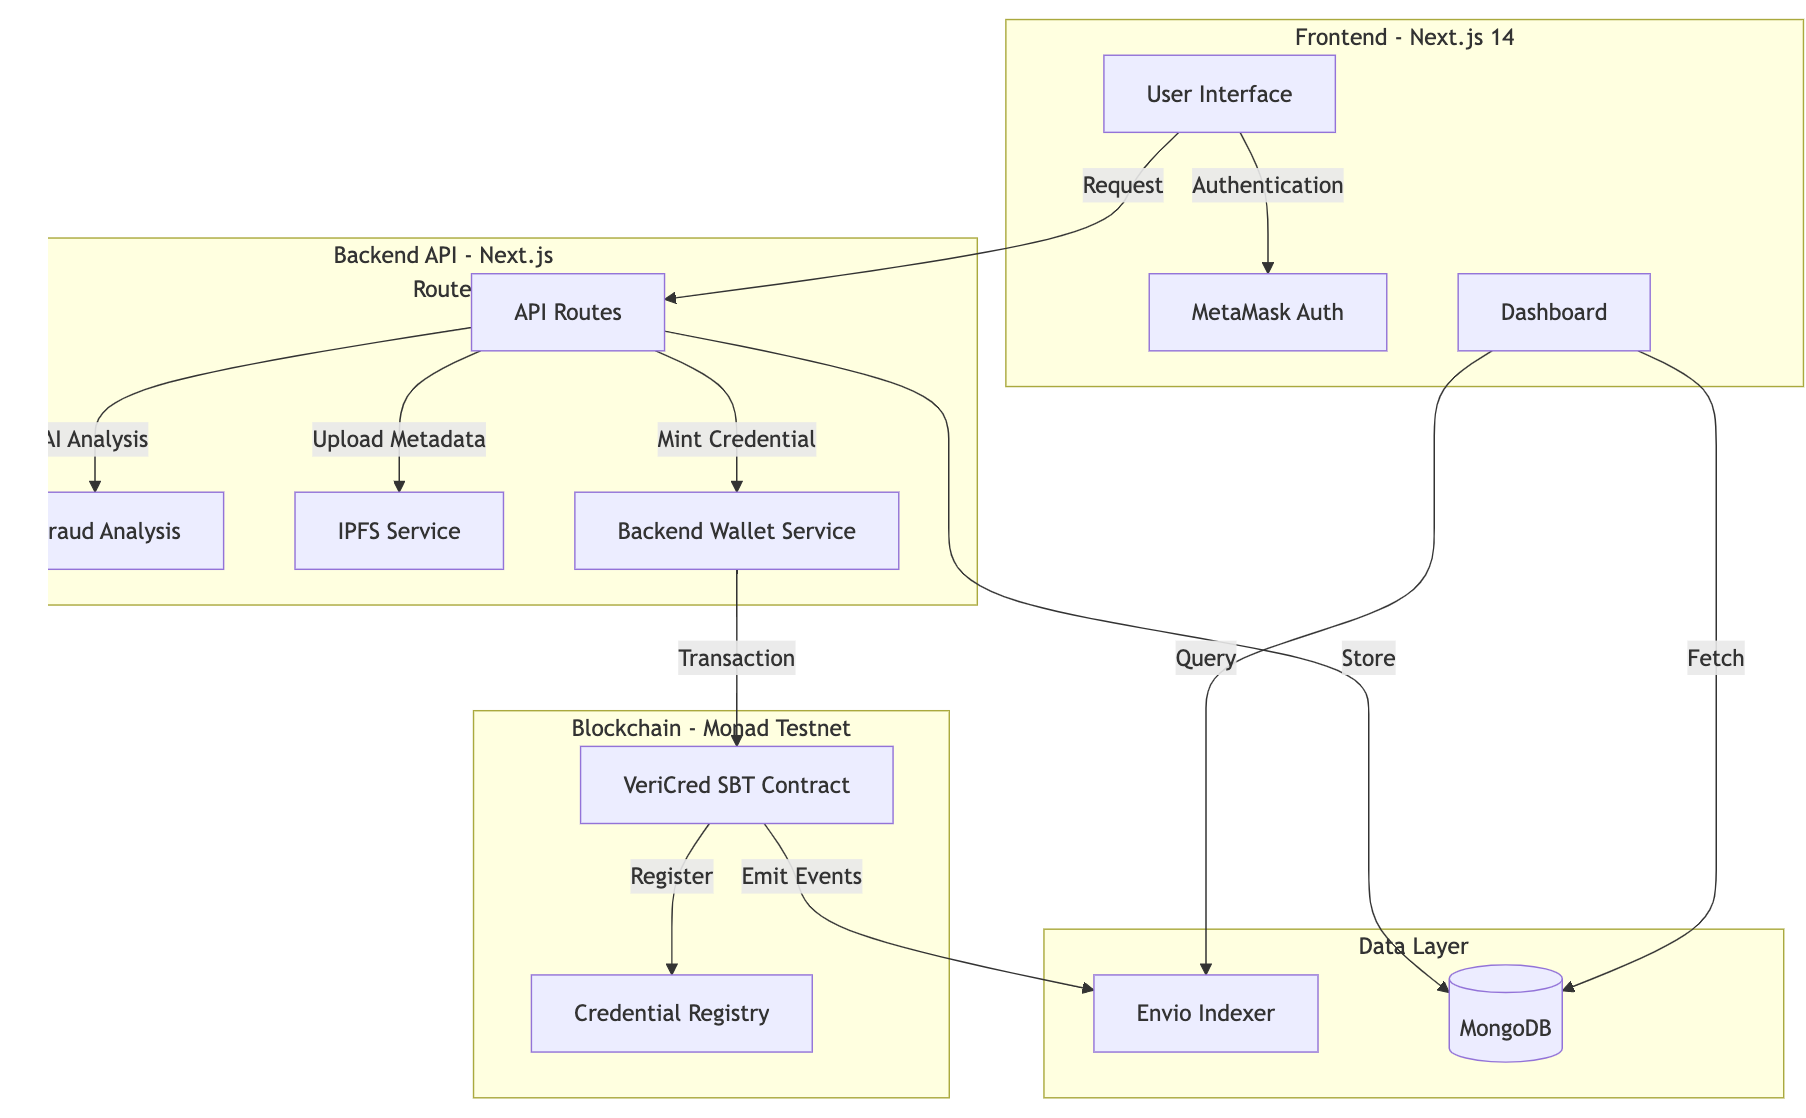 Frontend - Next.js 14
User Interface
Request
Authentication
Backend API - Next.js
Route
API Routes
MetaMask Auth
Dashboard
AI Analysis
Upload Metadata
Mint Credential
raud Analysis
IPFS Service
Backend Wallet Service
Transaction
Query
Store
Fetch
Blockchain - Monad Testnet
VeriCred SBT Contract
Register
Emit Events
Data Layer
Credential Registry
Envio Indexer
MongoDB